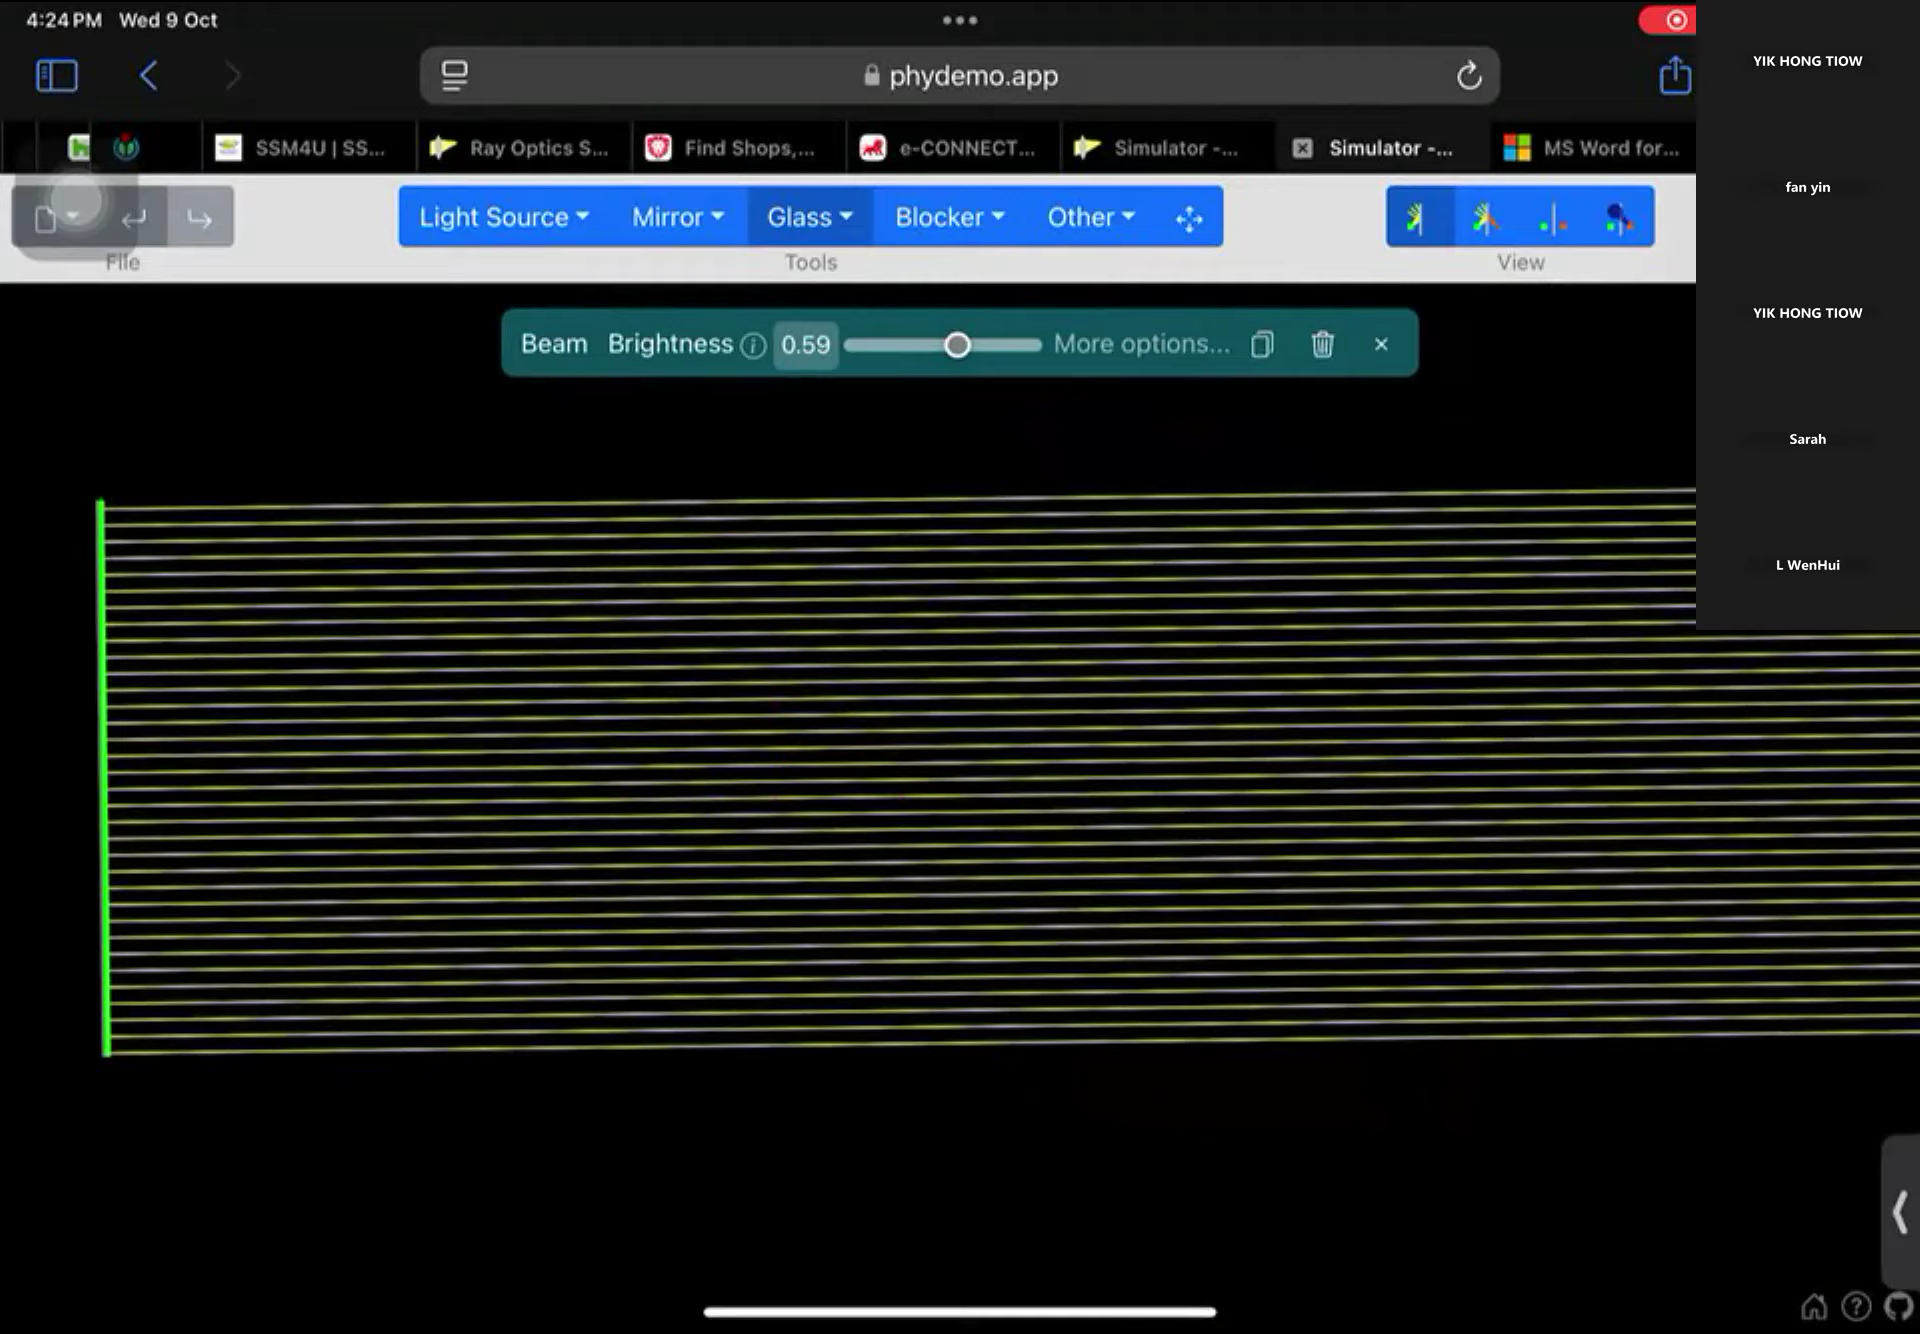 4:24 PM Wed 9 Oct
phydemo.app
SSM4U | SS...
Ray Optics S...
Find Shops,...
e-CONNECT...
Simulator -...
Simulator -...
MS Word for...
Light Source
Mirror
Glass
Blocker
Other
File
Tools
View
Beam Brightness 0.59 More options...
YIK HONG TIOW
fan yin
YIK HONG TIOW
Sarah
L WenHui